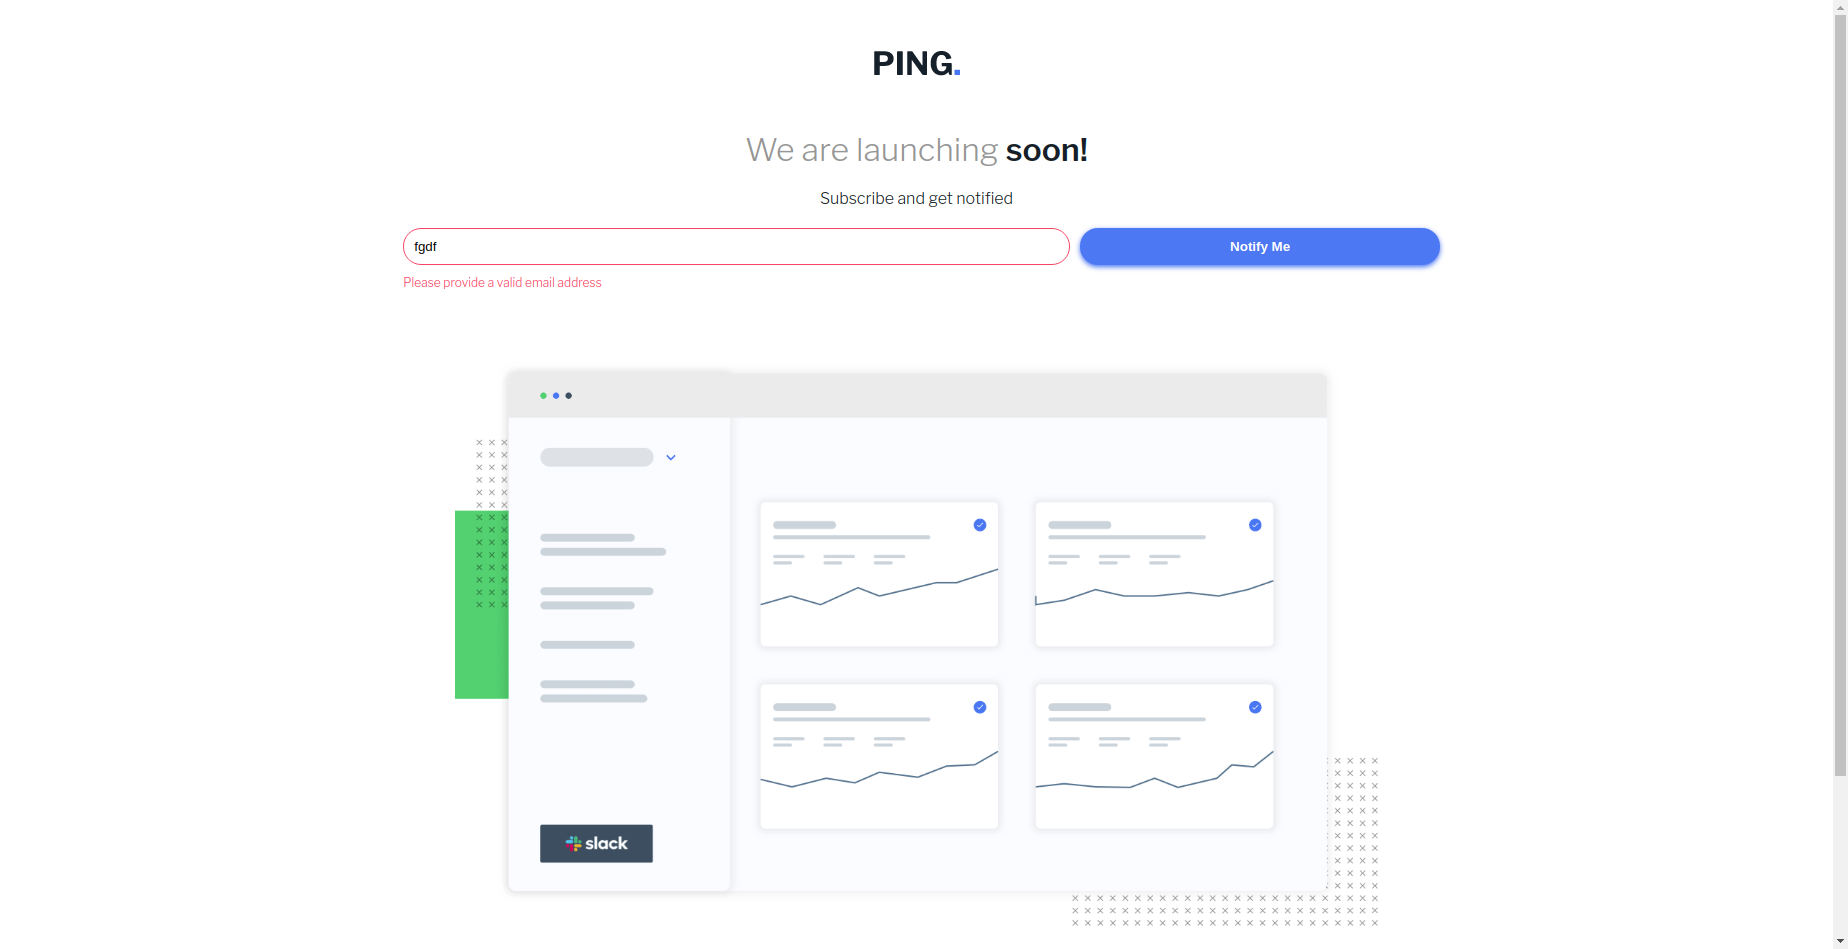 PING.
We are launching soon!
Subscribe and get notified
fgdf
Notify Me
Please provide a valid email address
slack